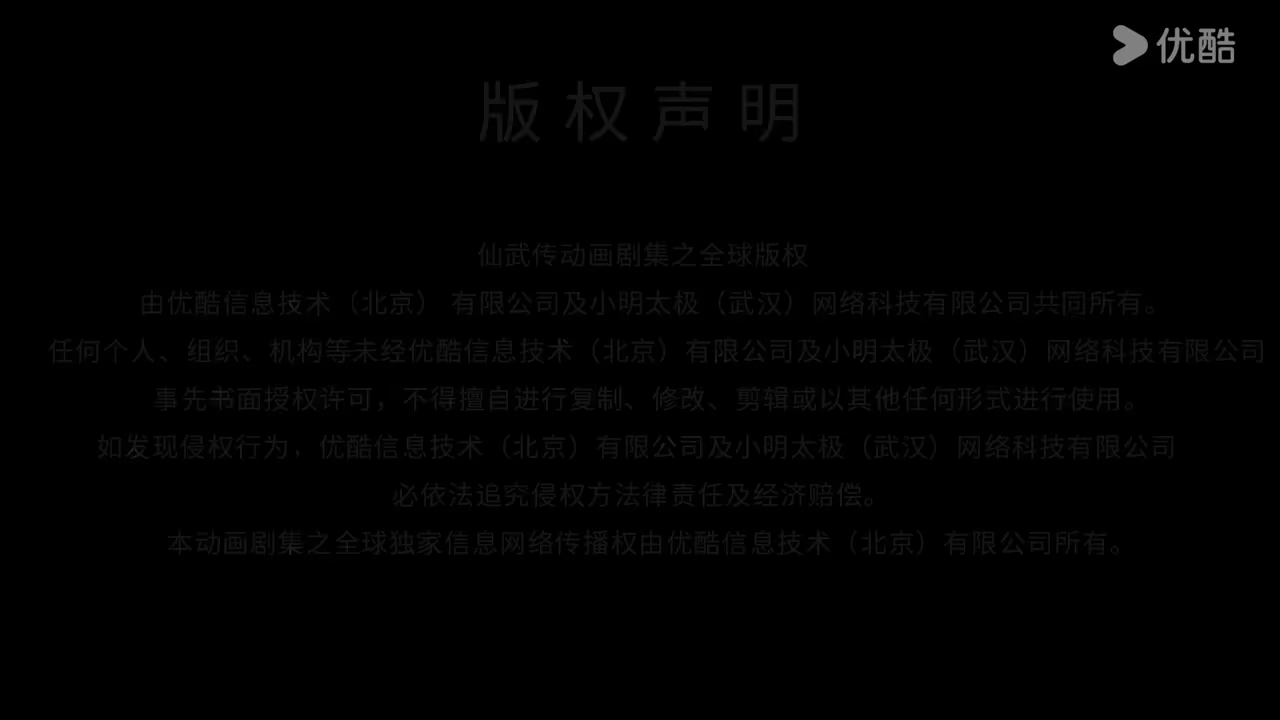 优酷
版权声明
仙武传动画剧集之全球版权
由优酷信息技术（北京） 有限公司及小明太极（武汉）网络科技有限公司共同所有。
任何个人、组织、机构等未经优酷信息技术（北京）有限公司及小明太极（武汉）网络科技有限公司
事先书面授权许可，不得擅自进行复制、修改、剪辑或以其他任何形式进行使用。
如发现侵权行为，优酷信息技术（北京）有限公司及小明太极（武汉）网络科技有限公司
必依法追究侵权方法律责任及经济赔偿。
本动画剧集之全球独家信息网络传播权由优酷信息技术（北京）有限公司所有。